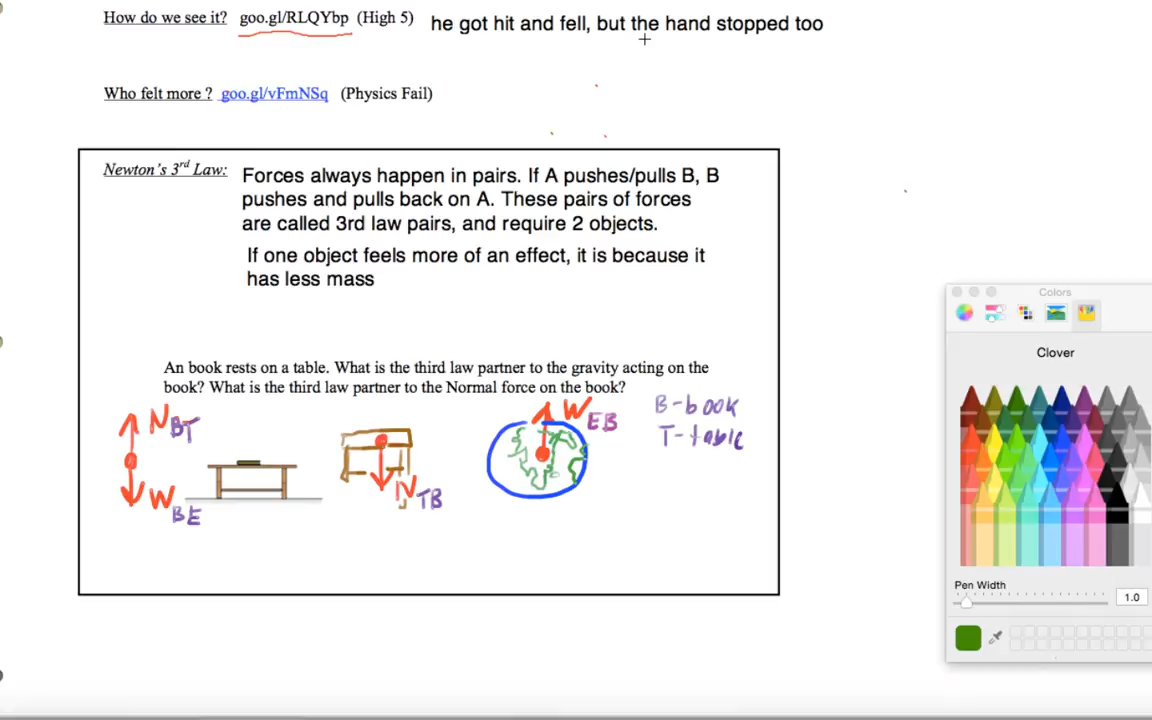 How do we see it? goo.gl/RLQYbp (High 5) he got hit and fell, but the hand stopped too
Who felt more ? goo.gl/vFmNSq (Physics Fail)
Newton's 3rd Law: Forces always happen in pairs. If A pushes/pulls B, B
pushes and pulls back on A. These pairs of forces
are called 3rd law pairs, and require 2 objects.
If one object feels more of an effect, it is because it
has less mass
An book rests on a table. What is the third law partner to the gravity acting on the
book? What is the third law partner to the Normal force on the book?
N BT
W BE
N TB
W EB
B-book
T-table
Colors
Clover
Pen Width
1.0